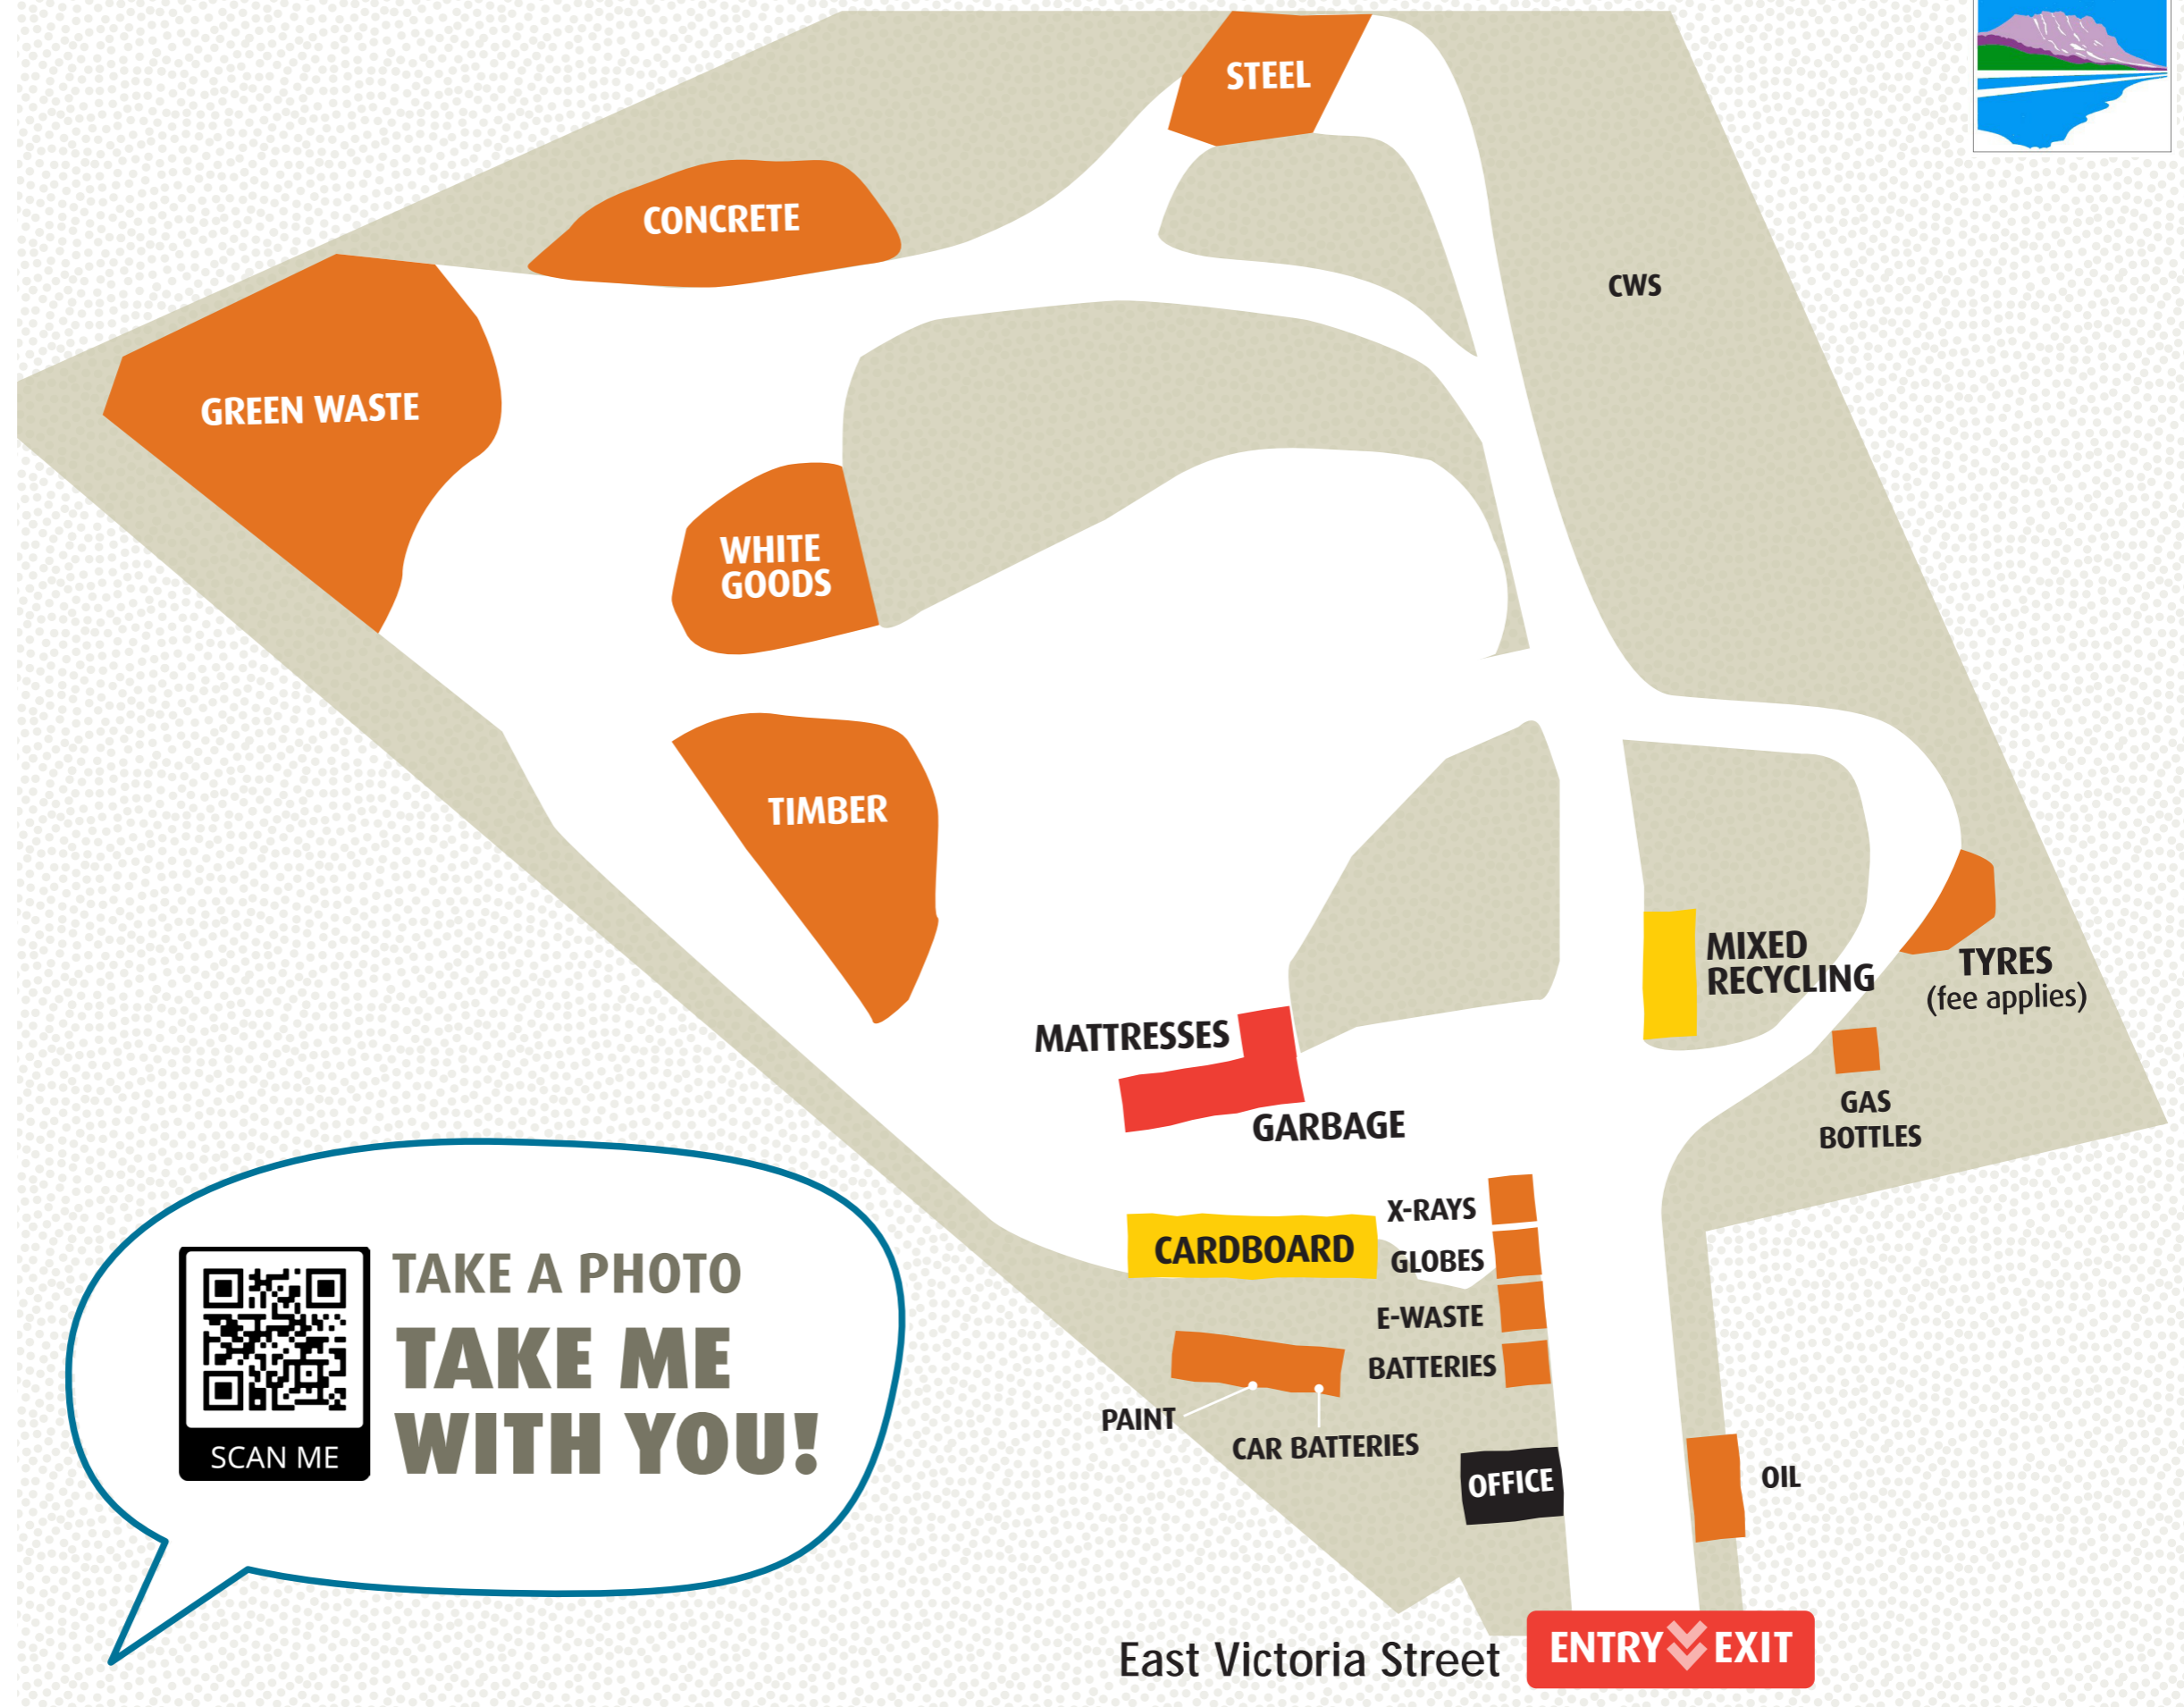 STEEL
CONCRETE
CWS
GREEN WASTE
WHITE
GOODS
TIMBER
MIXED
RECYCLING
TYRES
(fee applies)
MATTRESSES
GARBAGE
GAS
BOTTLES
X-RAYS
CARDBOARD
GLOBES
E-WASTE
BATTERIES
PAINT
CAR BATTERIES
OFFICE
OIL
TAKE A PHOTO
TAKE ME
WITH YOU!
SCAN ME
East Victoria Street
ENTRY EXIT